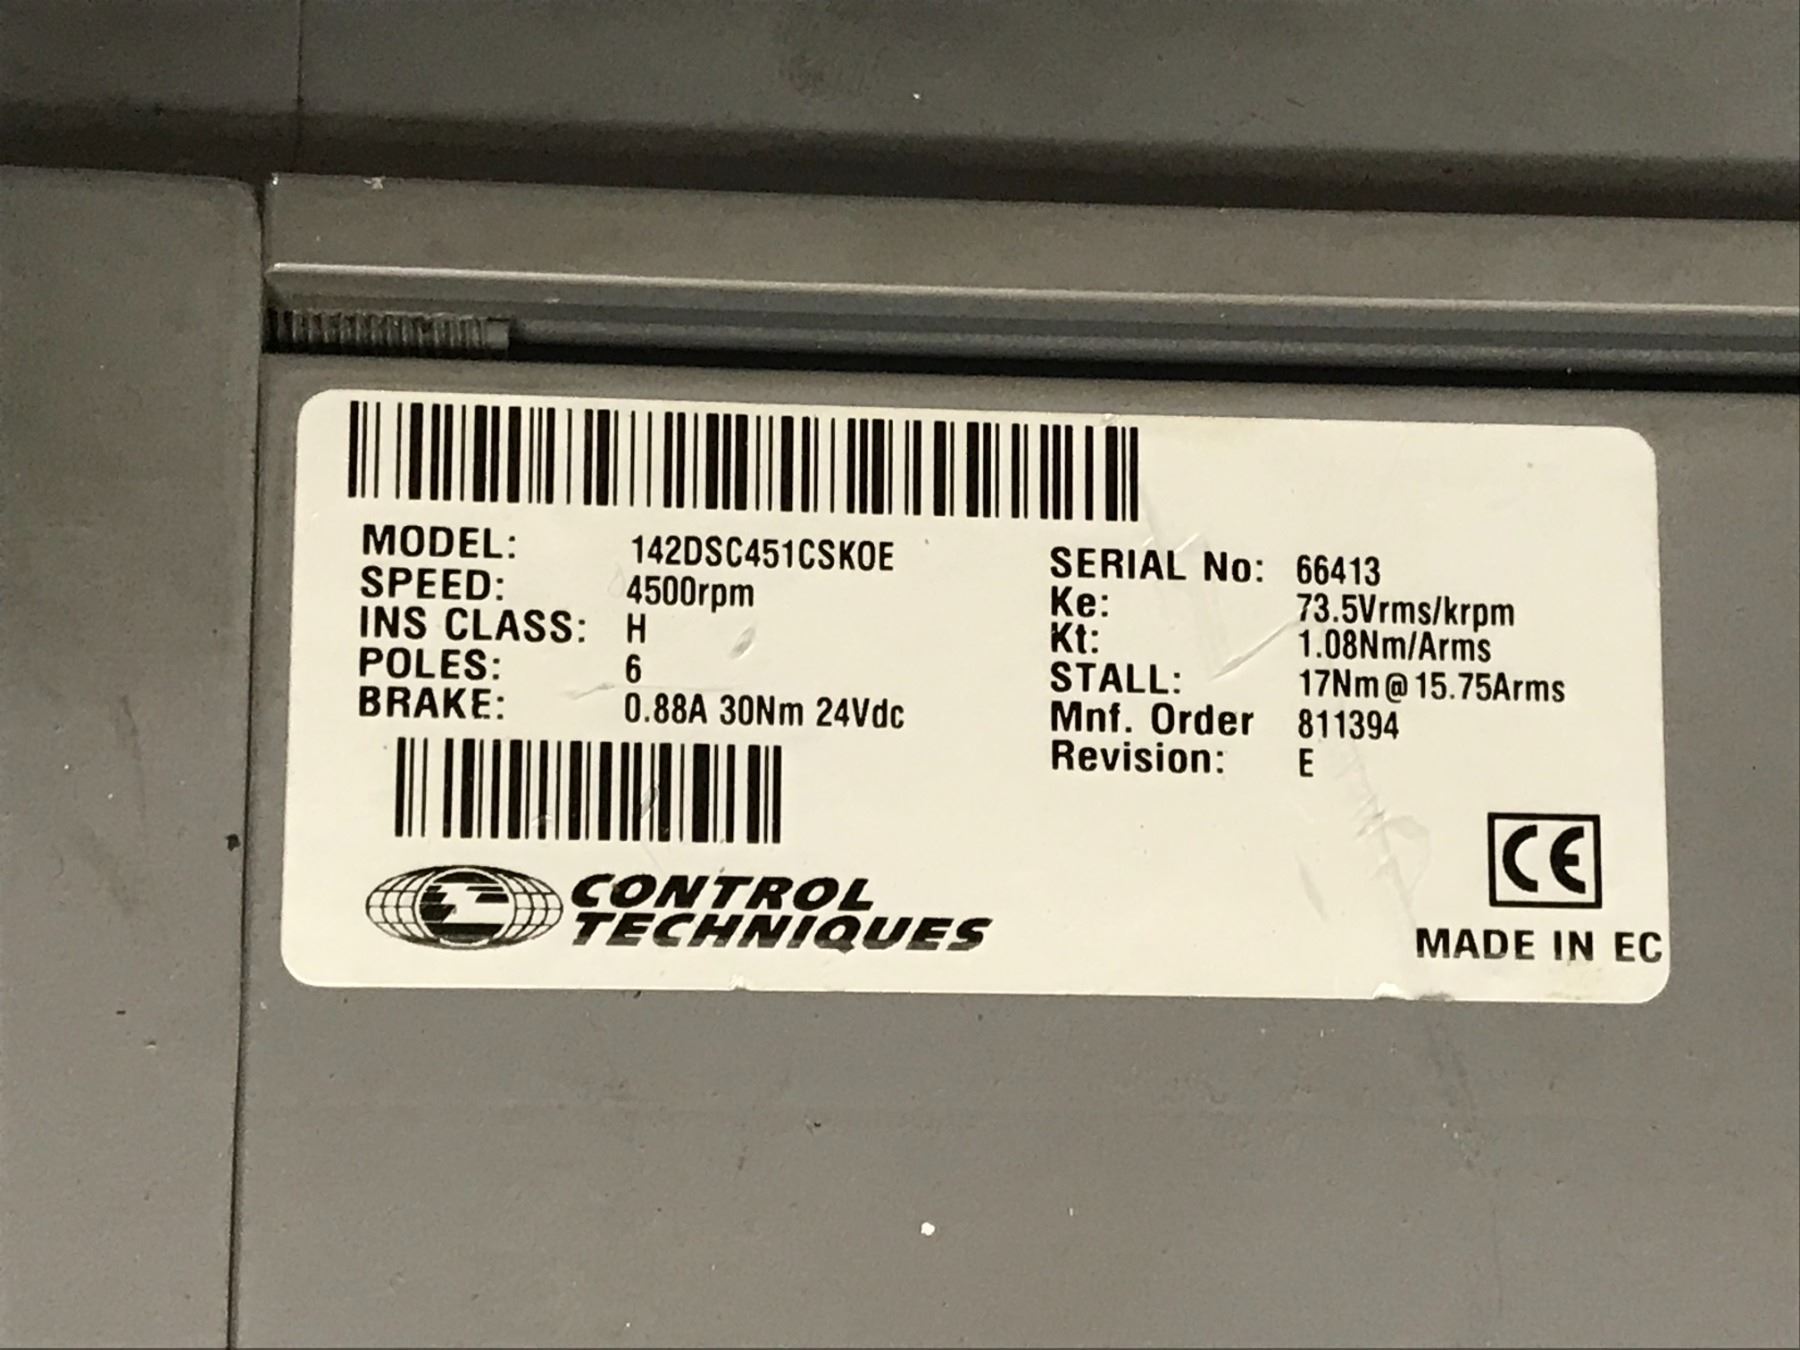 MODEL: 142DSC451CSKOE
SPEED: 4500rpm
INS CLASS: H
POLES: 6
BRAKE: 0.88A 30Nm 24Vdc
SERIAL No: 66413
Ke: 73.5Vrms/krpm
Kt: 1.08Nm/Arms
STALL: 17Nm@15.75Arms
Mnf. Order 811394
Revision: E
CONTROL
TECHNIQUES
CE
MADE IN EC